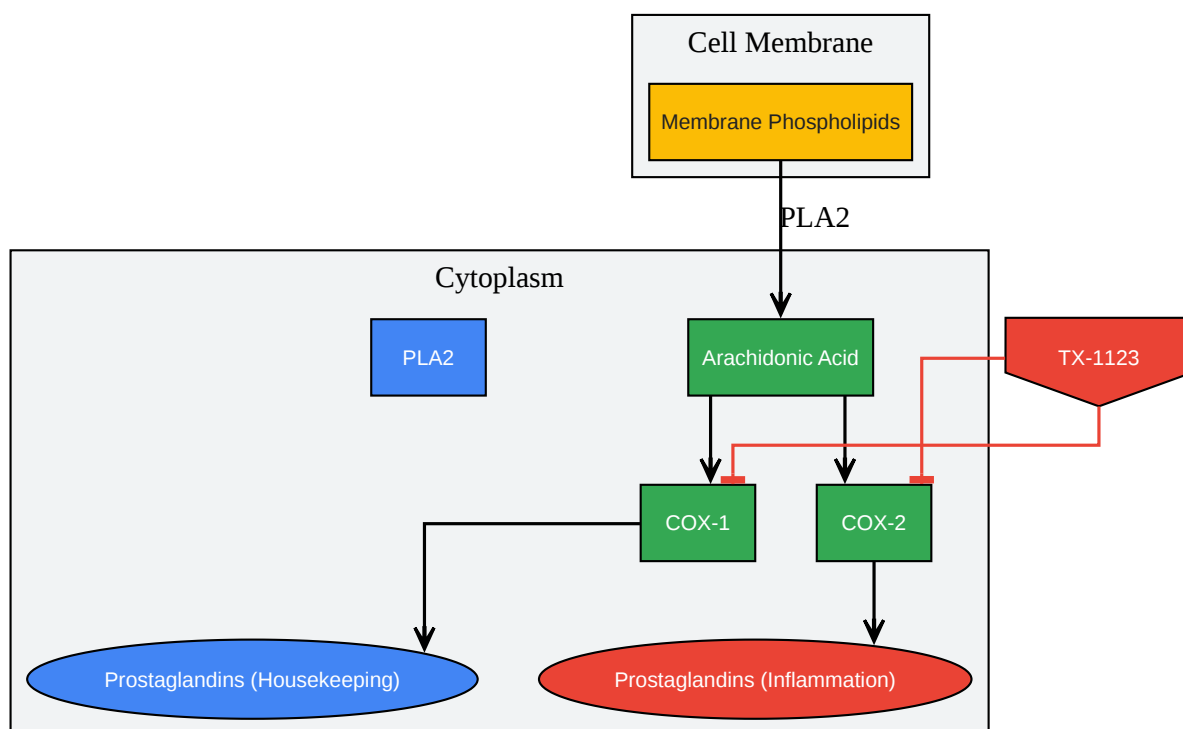 Cell Membrane
Membrane Phospholipids
PLA2
Cytoplasm
PLA2
Arachidonic Acid
TX-1123
COX-1
COX-2
Prostaglandins (Housekeeping)
Prostaglandins (Inflammation)